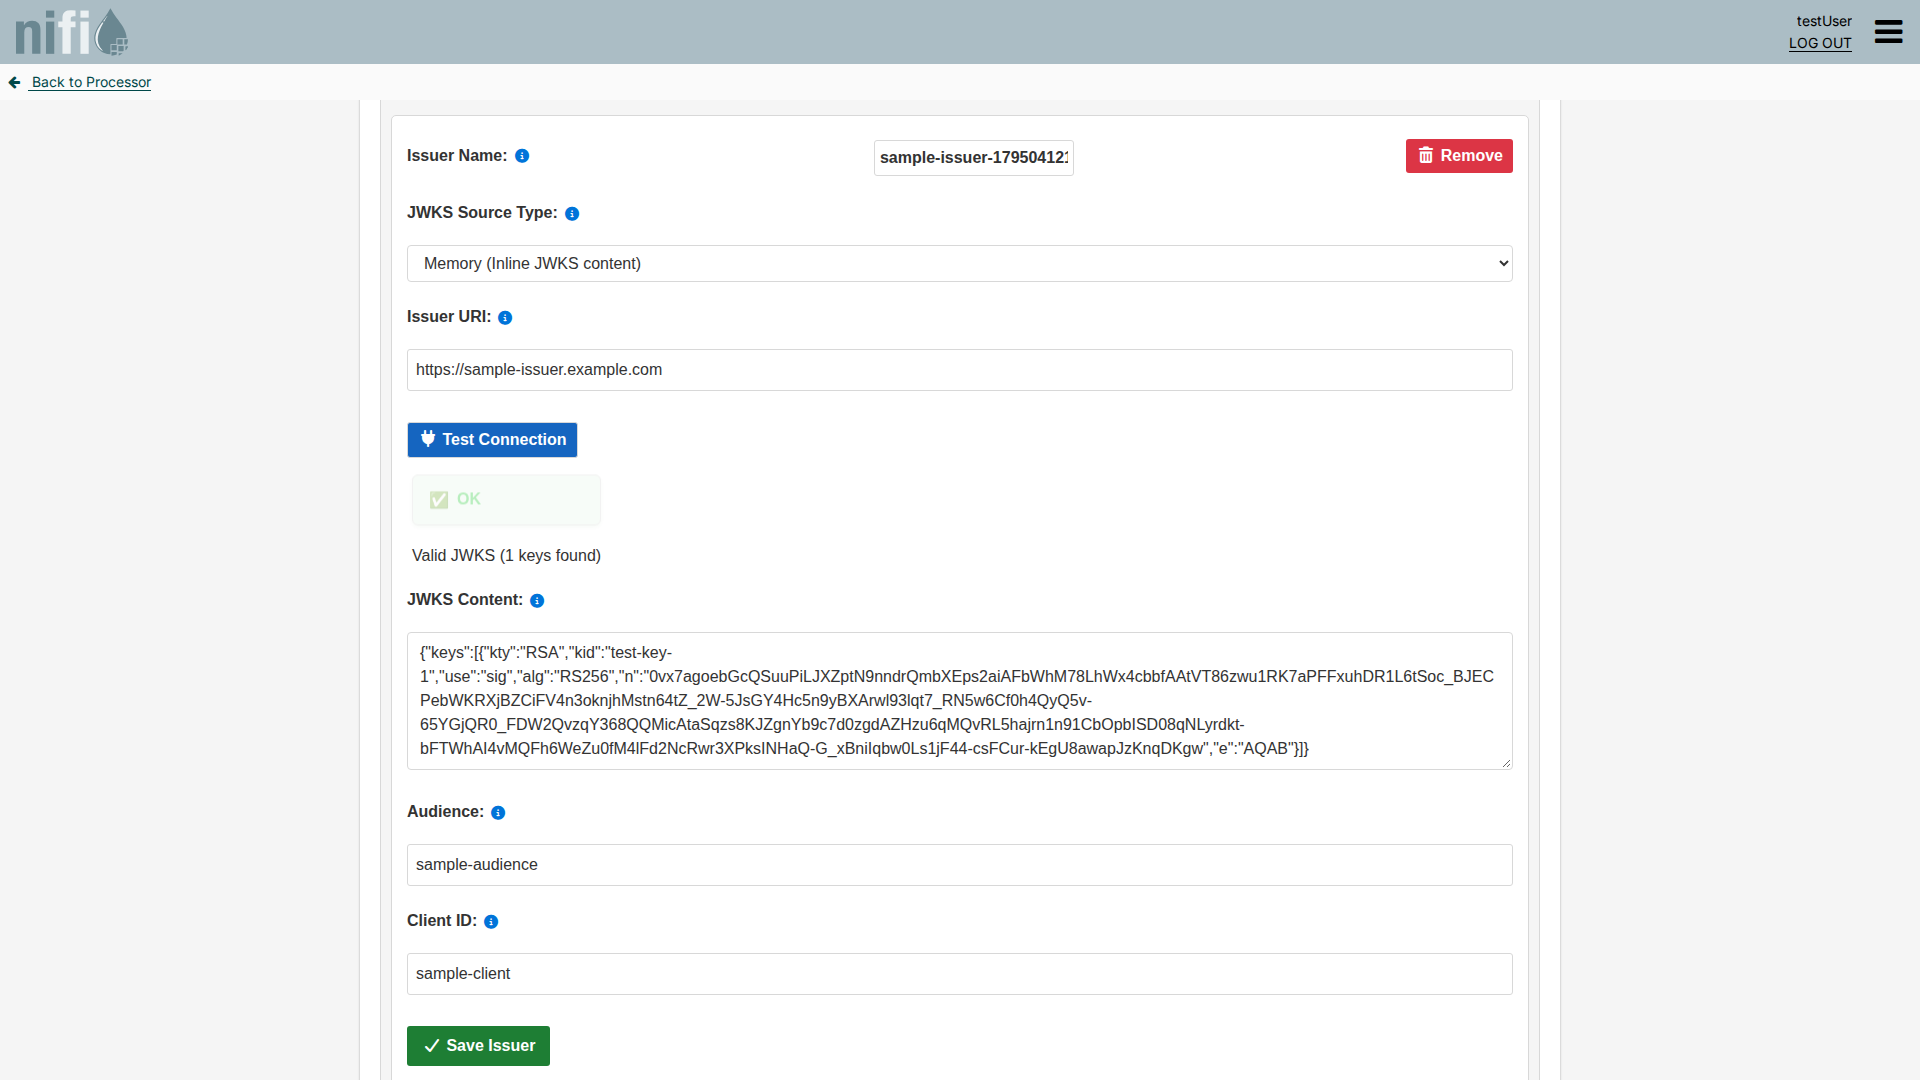 nifi
testUser
LOG OUT
Back to Processor
Issuer Name:
sample-issuer-179504121
Remove
JWKS Source Type:
Memory (Inline JWKS content)
Issuer URI:
https://sample-issuer.example.com
Test Connection
OK
Valid JWKS (1 keys found)
JWKS Content:
{"keys":[{"kty":"RSA","kid":"test-key-
1","use":"sig","alg":"RS256","n":"0vx7agoebGcQSuuPiLJXZptN9nndrQmbXEps2aiAFbWhM78LhWx4cbbfAAtVT86zwu1RK7aPFFxuhDR1L6tSoc_BJEC
PebWKRXjBZCiFV4n3oknjhMstn64tZ_2W-5JsGY4Hc5n9yBXArwl93lqt7_RN5w6Cf0h4QyQ5v-
65YGjQR0_FDW2QvzqY368QQMicAtaSqzs8KJZgnYb9c7d0zgdAZHzu6qMQvRL5hajrn1n91CbOpbISD08qNLyrdkt-
bFTWhAI4vMQFh6WeZu0fM4lFd2NcRwr3XPksINHaQ-G_xBniIqbw0Ls1jF44-csFCur-kEgU8awapJzKnqDKgw","e":"AQAB"}]}
Audience:
sample-audience
Client ID:
sample-client
Save Issuer